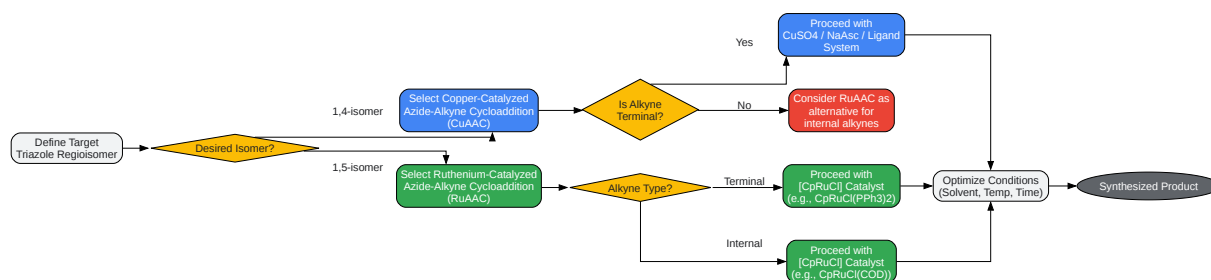 Define Target
Triazole Regioisomer
Desired Isomer?
1,4-isomer
Select Copper-Catalyzed
Azide-Alkyne Cycloaddition
(CuAAC)
Is Alkyne
Terminal?
Yes
Proceed with
CuSO4 / NaAsc / Ligand
System
No
Consider RuAAC as
alternative for
internal alkynes
1,5-isomer
Select Ruthenium-Catalyzed
Azide-Alkyne Cycloaddition
(RuAAC)
Alkyne Type?
Terminal
Proceed with
[CpRuCl] Catalyst
(e.g., CpRuCl(PPh3)2)
Internal
Proceed with
[CpRuCl] Catalyst
(e.g., CpRuCl(COD))
Optimize Conditions
(Solvent, Temp, Time)
Synthesized Product